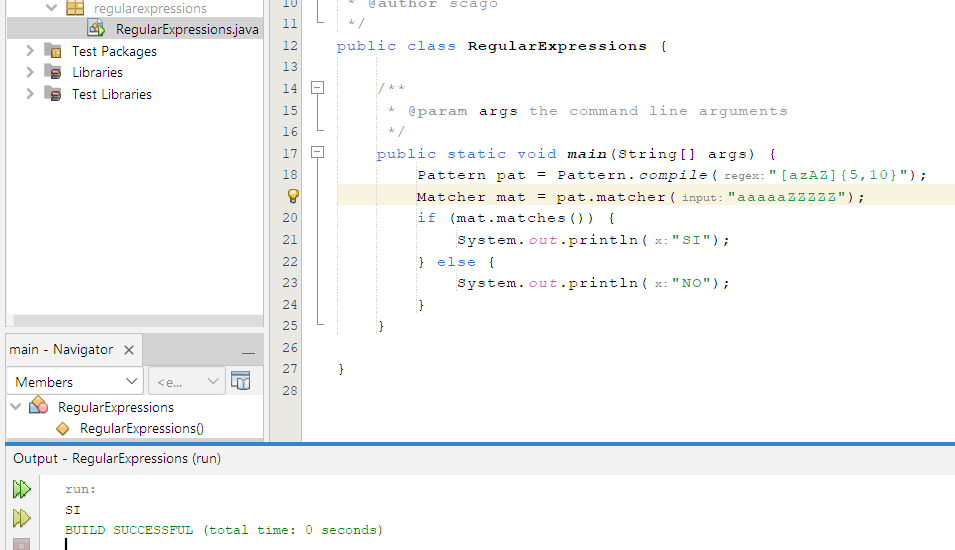 regularexpressions
RegularExpressions.java
Test Packages
Libraries
Test Libraries
10 * @author scago
11 */
12 public class RegularExpressions {
13
14 /**
15 * @param args the command line arguments
16 */
17 public static void main(String[] args) {
18 Pattern pat = Pattern.compile( regex: "[azAZ]{5,10}");
Matcher mat = pat.matcher( input: "aaaaaZZZZZ");
20 if (mat.matches()) {
21 System.out.println( x: "SI");
22 } else {
23 System.out.println( x: "NO");
24 }
25 }
26
27 }
28
main - Navigator
Members
<e...
RegularExpressions
RegularExpressions()
Output - RegularExpressions (run)
run:
SI
BUILD SUCCESSFUL (total time: 0 seconds)